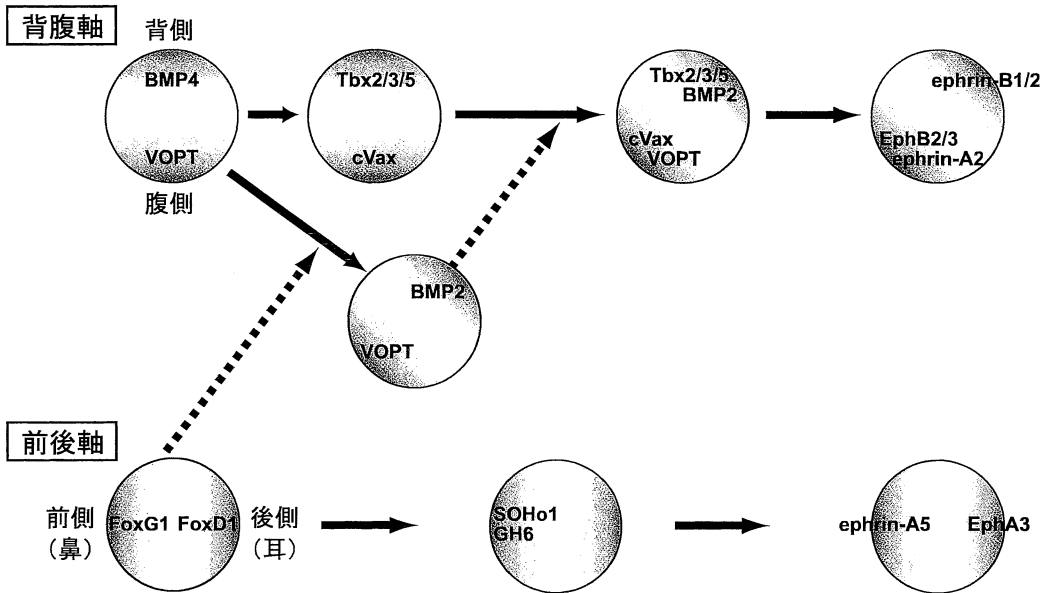 背腹軸
背側
BMP4
VOPT
腹側
Tbx2/3/5
cVax
Tbx2/3/5
BMP2
cVax
VOPT
ephrin-B1/2
EphB2/3
ephrin-A2
BMP2
VOPT
前後軸
前側
（鼻）
FoxG1 FoxD1
後側
（耳）
SOHo1
GH6
ephrin-A5
EphA3